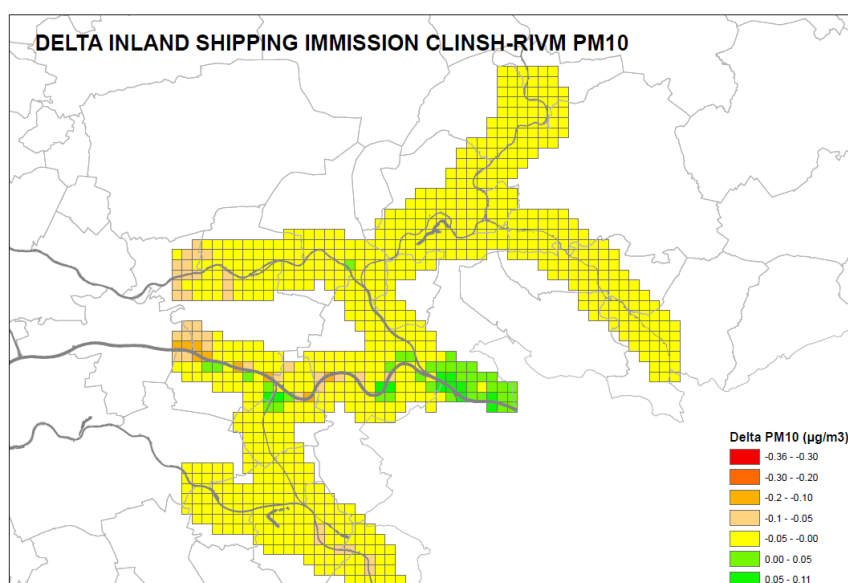 DELTA INLAND SHIPPING IMMISSION CLINSH-RIVM PM10
Delta PM10 (µg/m3)
-0.36 - -0.30
-0.30 - -0.20
-0.2 - -0.10
-0.1 - -0.05
-0.05 - -0.00
0.00 - 0.05
0.05 - 0.11